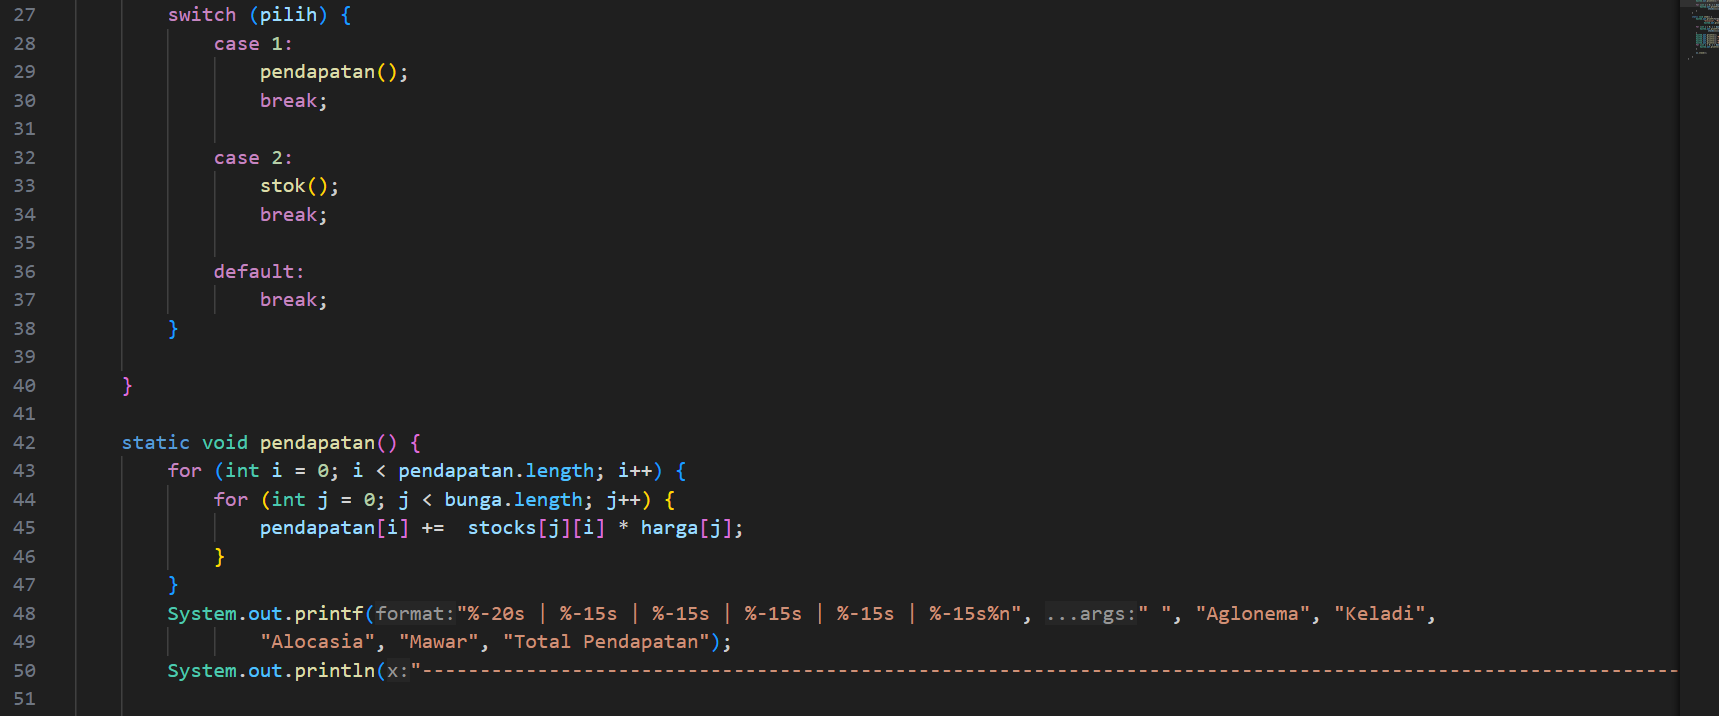 27 switch (pilih) {
28 case 1:
29 pendapatan();
30 break;
31
32 case 2:
33 stok();
34 break;
35
36 default:
37 break;
38 }
39
40 }
41
42 static void pendapatan() {
43 for (int i = 0; i < pendapatan.length; i++) {
44 for (int j = 0; j < bunga.length; j++) {
45 pendapatan[i] +=  stocks[j][i] * harga[j];
46 }
47 }
48 System.out.printf(format:"%-20s | %-15s | %-15s | %-15s | %-15s | %-15s%n", ...args:" ", "Aglonema", "Keladi",
49 "Alocasia", "Mawar", "Total Pendapatan");
50 System.out.println(x:"-------------------------------------------------------------------------------------------------------------
51